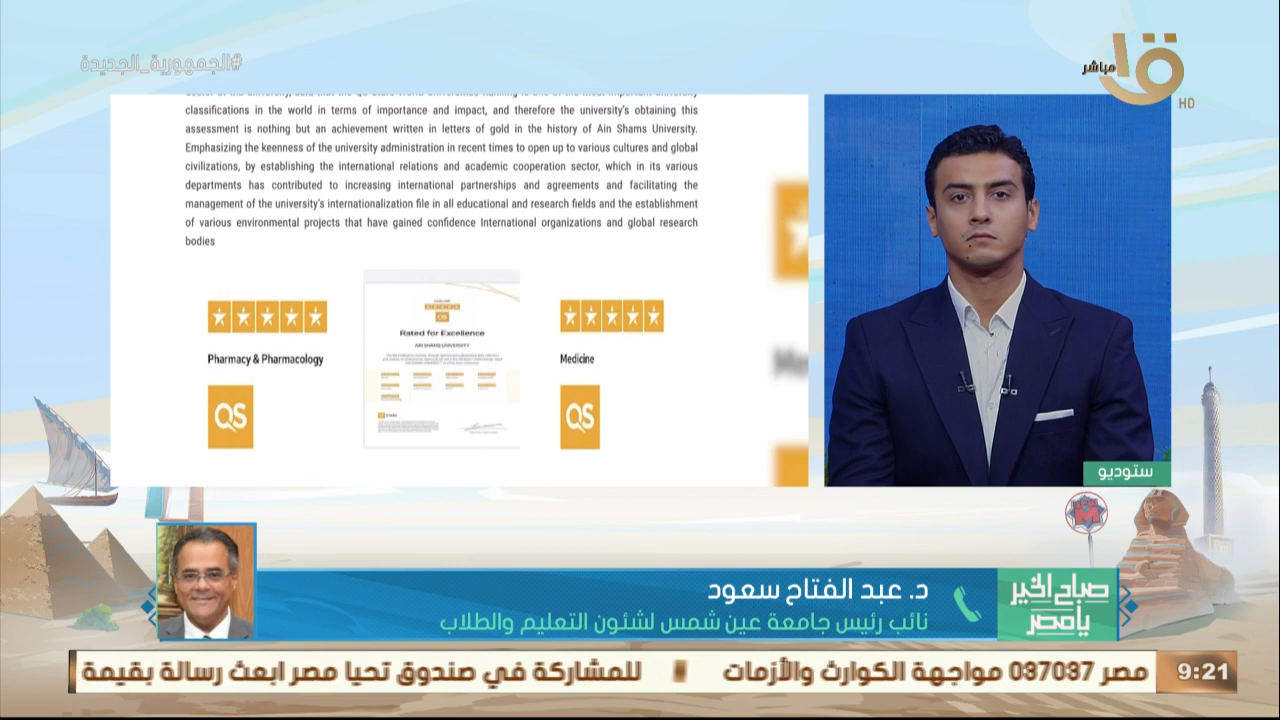 #الجمهورية_الجديدة
مباشر
HD
classifications in the world in terms of importance and impact, and therefore the university's obtaining this
assessment is nothing but an achievement written in letters of gold in the history of Ain Shams University.
Emphasizing the keenness of the university administration in recent times to open up to various cultures and global
civilizations, by establishing the international relations and academic cooperation sector, which in its various
departments has contributed to increasing international partnerships and agreements and facilitating the
management of the university's internationalization file in all educational and research fields and the establishment
of various environmental projects that have gained confidence International organizations and global research
bodies
Pharmacy & Pharmacology
QS
Rated for Excellence
AIN SHAMS UNIVERSITY
Medicine
QS
ستوديو
صباح الخير
يا مصر
د. عبد الفتاح سعود
نائب رئيس جامعة عين شمس لشئون التعليم والطلاب
مصر 037037 مواجهة الكوارث والأزمات
للمشاركة في صندوق تحيا مصر ابعث رسالة بقيمة
9:21